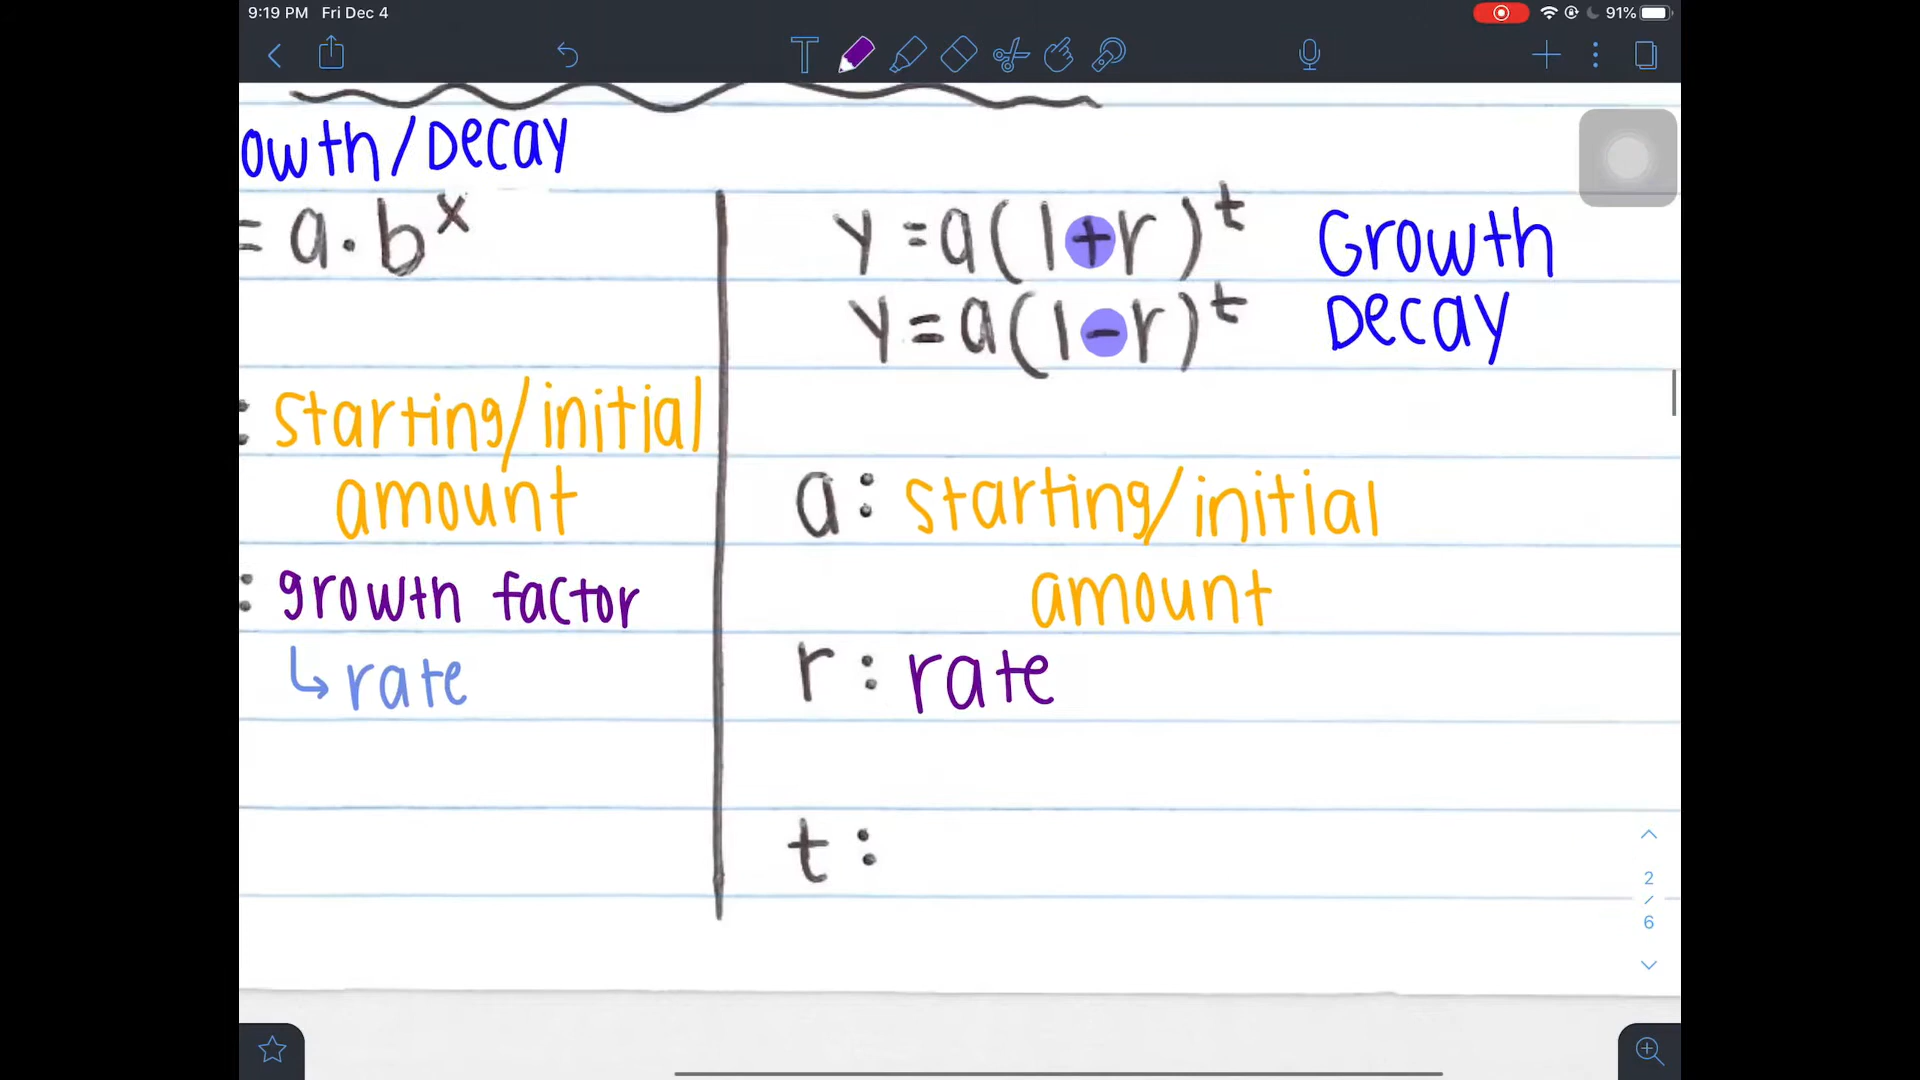 9:19 PM Fri Dec 4
91%
owth/Decay
= a · b^x
y = a(1+r)^t Growth
y = a(1-r)^t Decay
: starting/initial
amount
: growth factor
↳ rate
a: starting/initial
amount
r: rate
t:
2
/
6